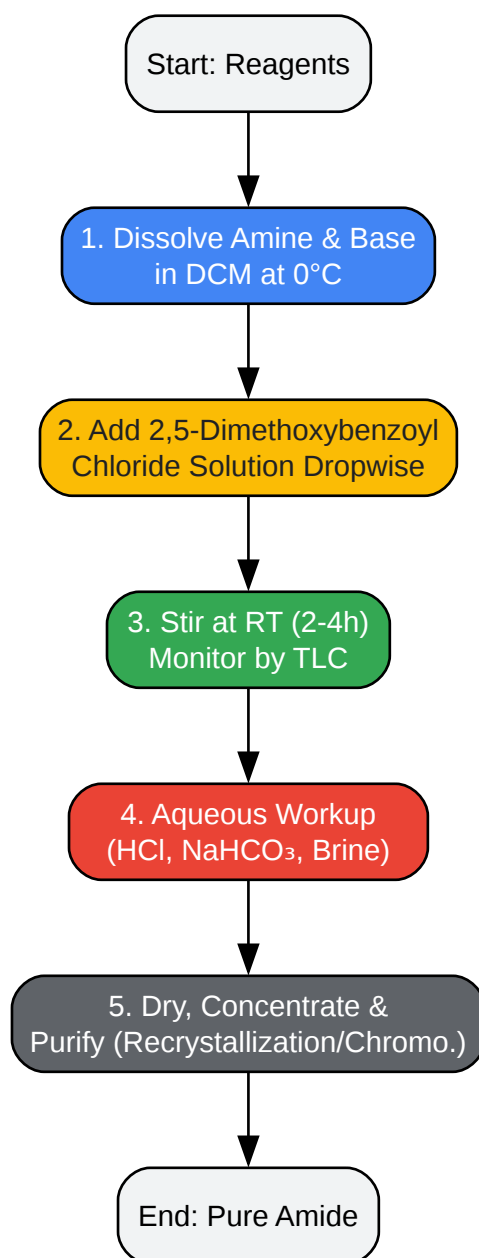 Start: Reagents
1. Dissolve Amine & Base
in DCM at 0°C
2. Add 2,5-Dimethoxybenzoyl
Chloride Solution Dropwise
3. Stir at RT (2-4h)
Monitor by TLC
4. Aqueous Workup
(HCl, NaHCO₃, Brine)
5. Dry, Concentrate &
Purify (Recrystallization/Chromo.)
End: Pure Amide